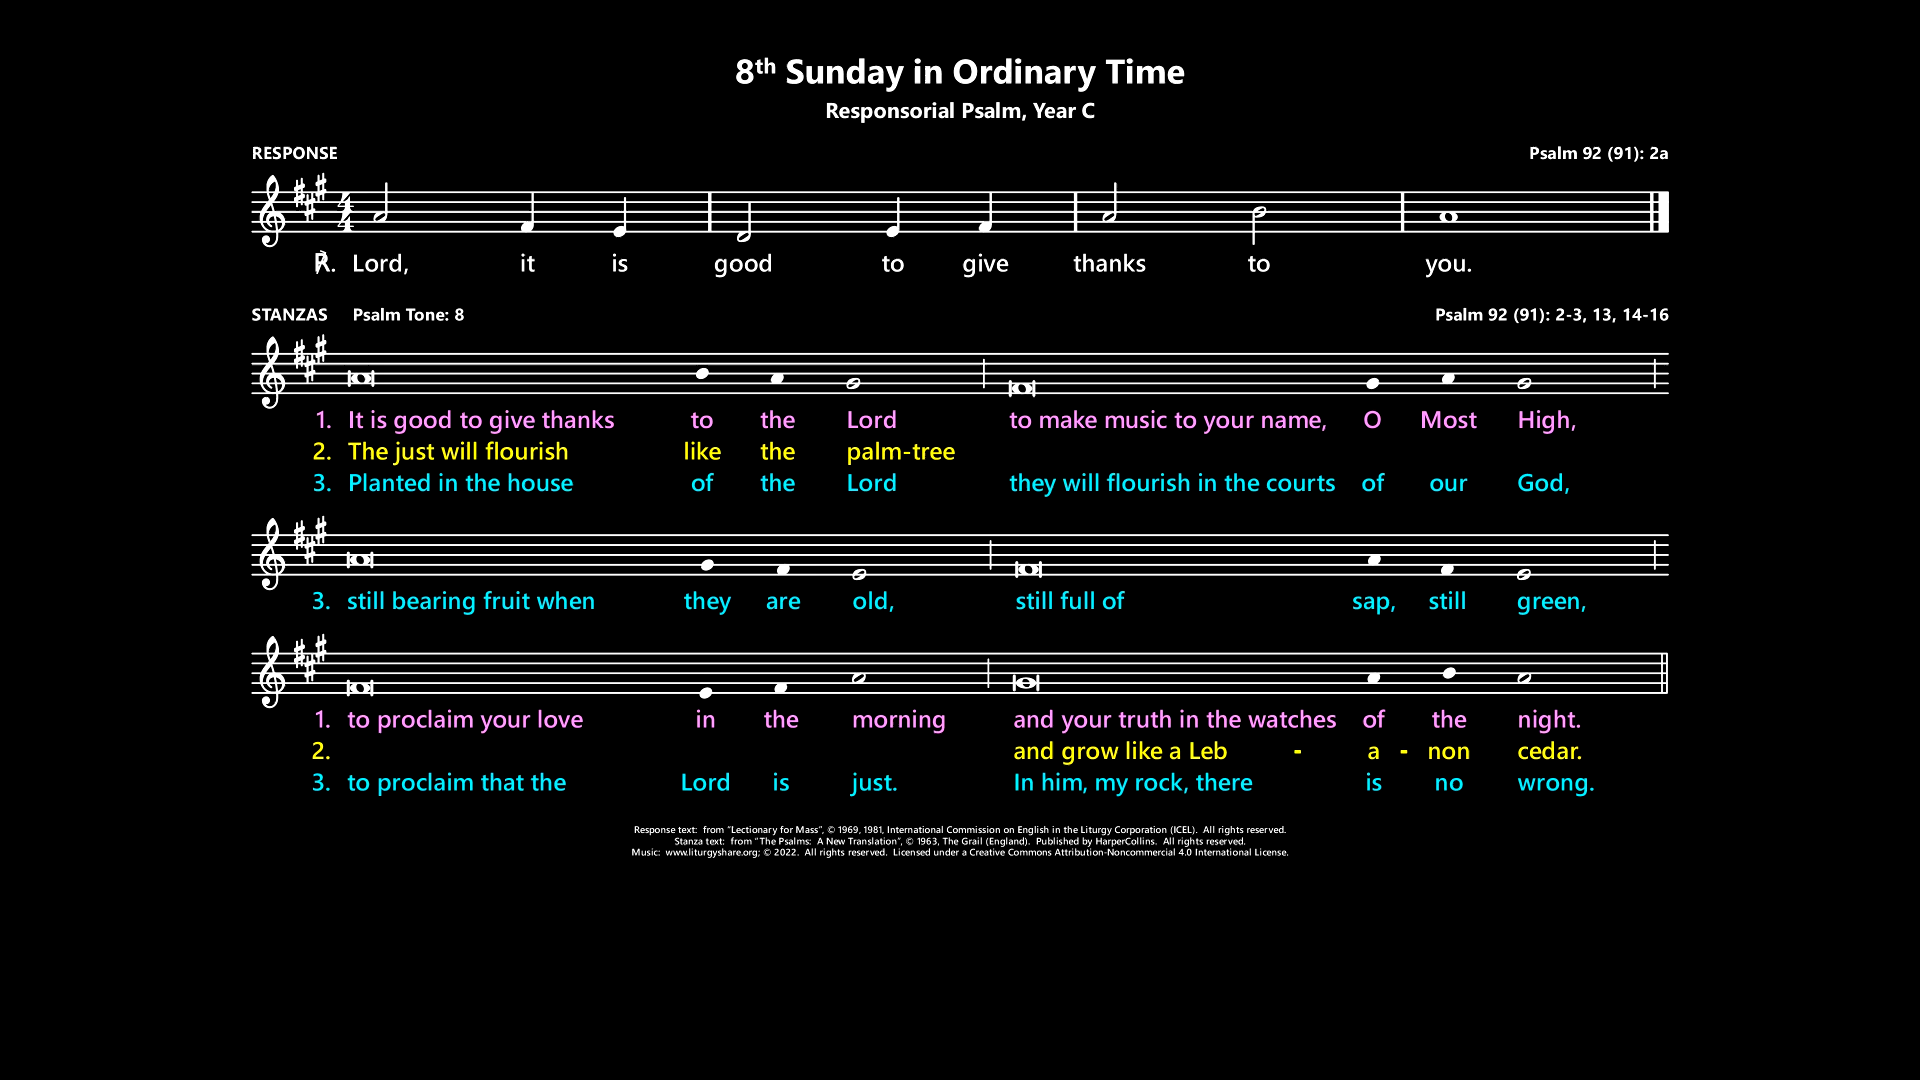 8th Sunday in Ordinary Time
Responsorial Psalm, Year C
RESPONSE Psalm 92 (91): 2a
℟. Lord, it is good to give thanks to you.
STANZAS Psalm Tone: 8 Psalm 92 (91): 2-3, 13, 14-16
1. It is good to give thanks to the Lord to make music to your name, O Most High,
2. The just will flourish like the palm-tree
3. Planted in the house of the Lord they will flourish in the courts of our God,
3. still bearing fruit when they are old, still full of sap, still green,
1. to proclaim your love in the morning and your truth in the watches of the night.
2. and grow like a Leb - a - non cedar.
3. to proclaim that the Lord is just. In him, my rock, there is no wrong.
Response text: from “Lectionary for Mass”, © 1969, 1981, International Commission on English in the Liturgy Corporation (ICEL). All rights reserved.
Stanza text: from “The Psalms: A New Translation”, © 1963, The Grail (England). Published by HarperCollins. All rights reserved.
Music: www.liturgyshare.org; © 2022. All rights reserved. Licensed under a Creative Commons Attribution-Noncommercial 4.0 International License.